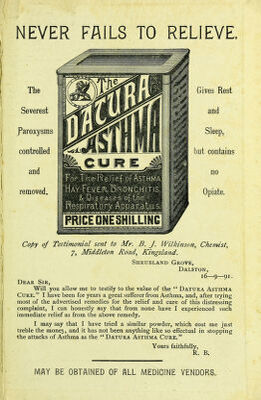 NEVER FAILS TO RELIEVE.
The
Severest
Paroxysms
controlled
and
removed.
The
DATURA
ASTHMA
CURE
For The Relief of ASTHMA
HAY FEVER, BRONCHITIS
& Diseases of the
Respiratory Apparatus
PRICE ONE SHILLING
Gives Rest
and
Sleep,
but contains
no
Opiate.
Copy of Testimonial sent to Mr. B. J. Wilkinson, Chemist,
7, Middleton Road, Kingsland.
SHRUBLAND GROVE,
DALSTON,
16—9—91.
DEAR SIR,
Will you allow me to testify to the value of the "DATURA ASTHMA
CURE." I have been for years a great sufferer from Asthma, and, after trying
most of the advertised remedies for the relief and cure of this distressing
complaint, I can honestly say that from none have I experienced such
immediate relief as from the above remedy.
I may say that I have tried a similar powder, which cost me just
treble the money, and it has not been anything like so effectual in stopping
the attacks of Asthma as the "DATURA ASTHMA CURE."
Yours faithfully,
R. B.
MAY BE OBTAINED OF ALL MEDICINE VENDORS.